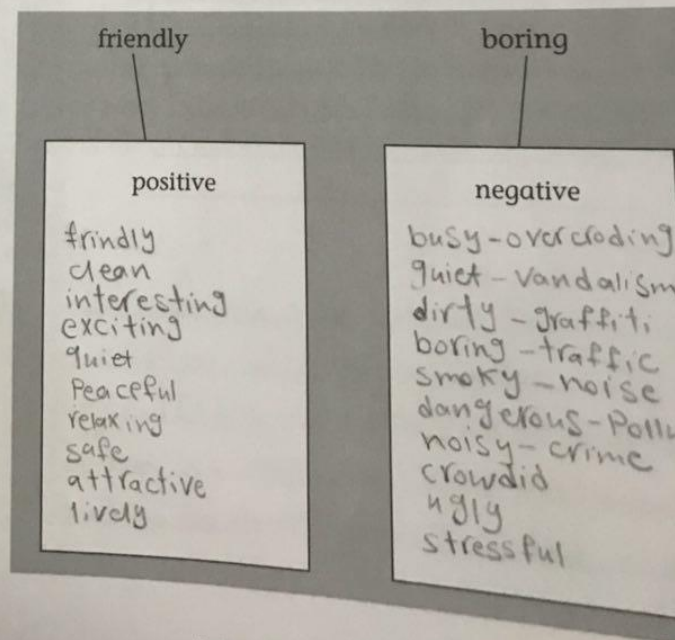 friendly
boring
positive
frindly
clean
interesting
exciting
quiet
Peaceful
relaxing
safe
attractive
lively
negative
busy-overcroding
quiet-vandalism
dirty-graffiti
boring-traffic
smoky-noise
dangerous-Pollu
noisy-crime
crowdid
ugly
stressful